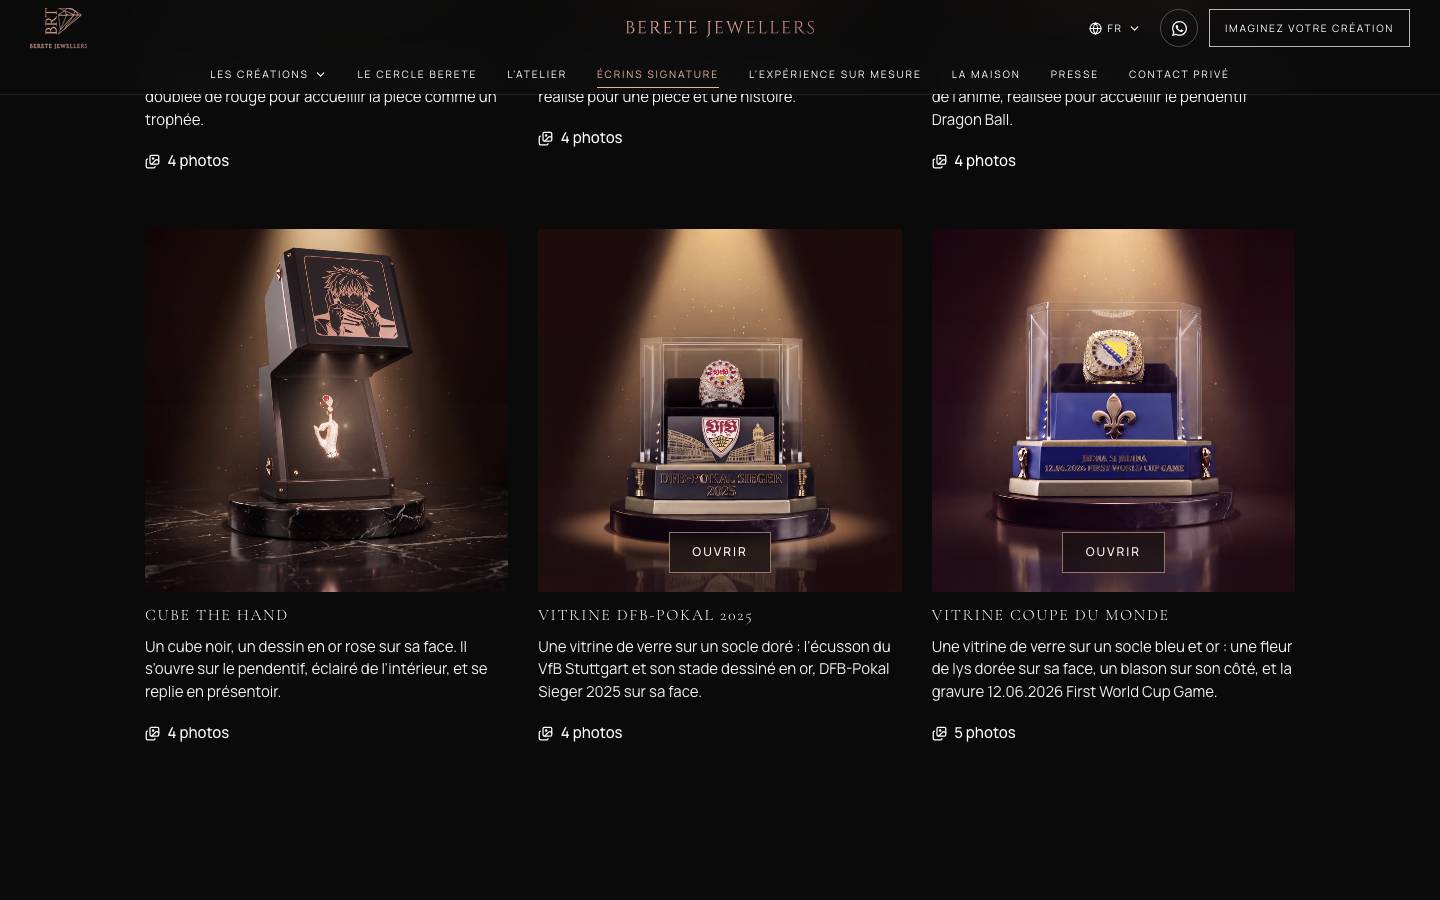 BRT
BERETE JEWELLERS
BERETE JEWELLERS
FR
IMAGINEZ VOTRE CRÉATION
LES CRÉATIONS
LE CERCLE BERETE
L'ATELIER
ÉCRINS SIGNATURE
L'EXPÉRIENCE SUR MESURE
LA MAISON
PRESSE
CONTACT PRIVÉ
doublée de rouge pour accueillir la pièce comme un
trophée.
4 photos
réalisé pour une pièce et une histoire.
4 photos
de l'anime, réalisée pour accueillir le pendentif
Dragon Ball.
4 photos
CUBE THE HAND
Un cube noir, un dessin en or rose sur sa face. Il
s'ouvre sur le pendentif, éclairé de l'intérieur, et se
replie en présentoir.
4 photos
VfB
DFB-POKAL SIEGER
2025
OUVRIR
VITRINE DFB-POKAL 2025
Une vitrine de verre sur un socle doré : l'écusson du
VfB Stuttgart et son stade dessiné en or, DFB-Pokal
Sieger 2025 sur sa face.
4 photos
12.06.2026 FIRST WORLD CUP GAME
OUVRIR
VITRINE COUPE DU MONDE
Une vitrine de verre sur un socle bleu et or : une fleur
de lys dorée sur sa face, un blason sur son côté, et la
gravure 12.06.2026 First World Cup Game.
5 photos